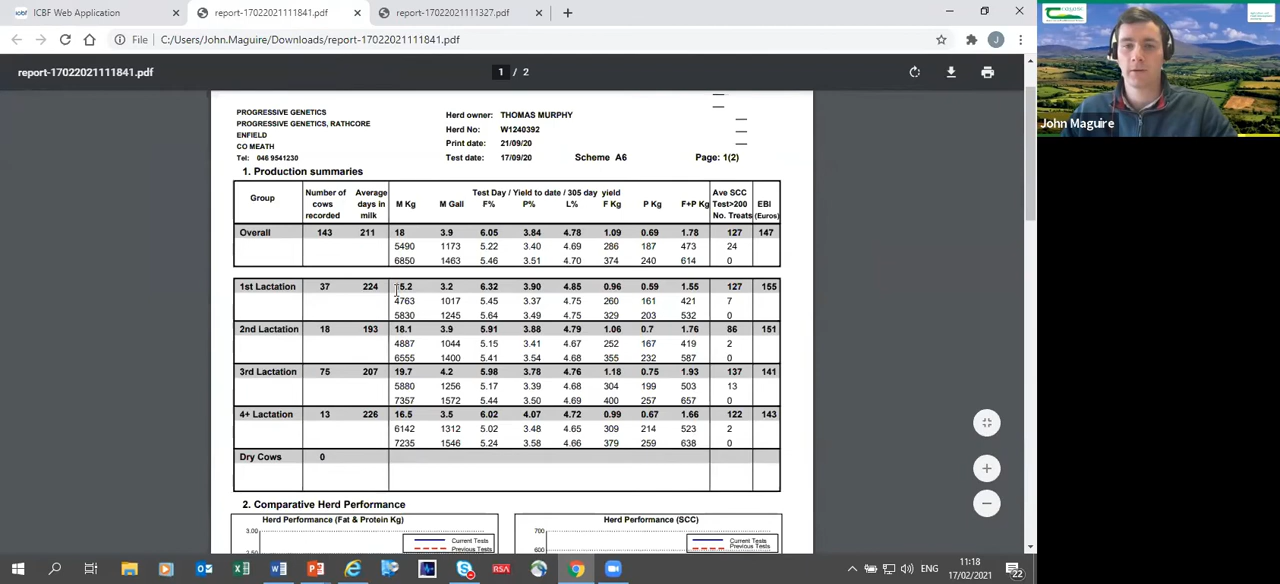 ICBF Web Application
report-17022021111841.pdf
report-17022021111327.pdf
File
C:/Users/John.Maguire/Downloads/report-17022021111841.pdf
report-17022021111841.pdf
1 / 2
PROGRESSIVE GENETICS
PROGRESSIVE GENETICS, RATHCORE
ENFIELD
CO MEATH
Tel: 046 9541230
Herd owner: THOMAS MURPHY
Herd No: W1240392
Print date: 21/09/20
Test date: 17/09/20 Scheme A6 Page: 1(2)
1. Production summaries
Group
Number of cows recorded
Average days in milk
Test Day / Yield to date / 305 day yield
M Kg M Gall F% P% L% F Kg P Kg F+P Kg
Ave SCC Test>200 No. Treats
EBI (Euros)
Overall 143 211 18 3.9 6.05 3.84 4.78 1.09 0.69 1.78 127 147
5490 1173 5.22 3.40 4.69 286 187 473 24
6850 1463 5.46 3.51 4.70 374 240 614 0
1st Lactation 37 224 5.2 3.2 6.32 3.90 4.85 0.96 0.59 1.55 127 155
4763 1017 5.45 3.37 4.75 260 161 421 7
5830 1245 5.64 3.49 4.75 329 203 532 0
2nd Lactation 18 193 18.1 3.9 5.91 3.88 4.79 1.06 0.7 1.76 86 151
4887 1044 5.15 3.41 4.67 252 167 419 2
6555 1400 5.41 3.54 4.68 355 232 587 0
3rd Lactation 75 207 19.7 4.2 5.98 3.78 4.76 1.18 0.75 1.93 137 141
5880 1256 5.17 3.39 4.68 304 199 503 13
7357 1572 5.44 3.50 4.69 400 257 657 0
4+ Lactation 13 226 16.5 3.5 6.02 4.07 4.72 0.99 0.67 1.66 122 143
6142 1312 5.02 3.48 4.65 309 214 523 2
7235 1546 5.24 3.58 4.66 379 259 638 0
Dry Cows 0
2. Comparative Herd Performance
Herd Performance (Fat & Protein Kg)
3.00
Current Tests
Previous Tests
2.50
Herd Performance (SCC)
700
600
Current Tests
Previous Tests
John Maguire
RSA
ENG
11:18
17/02/2021
22